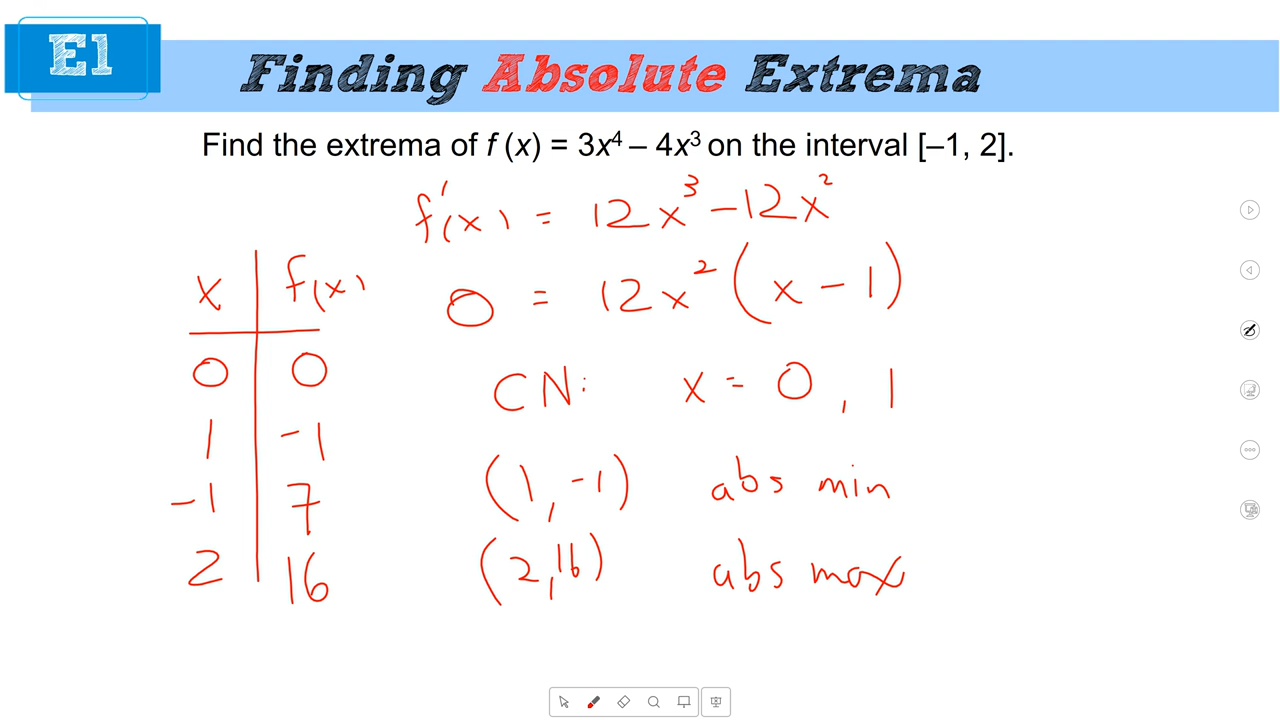 E1
Finding Absolute Extrema
Find the extrema of f (x) = 3x⁴ – 4x³ on the interval [–1, 2].
f'(x) = 12x³ - 12x²
0 = 12x² (x - 1)
CN: x = 0, 1
(1, -1) abs min
(2, 16) abs max
x f(x)
0 0
1 -1
-1 7
2 16